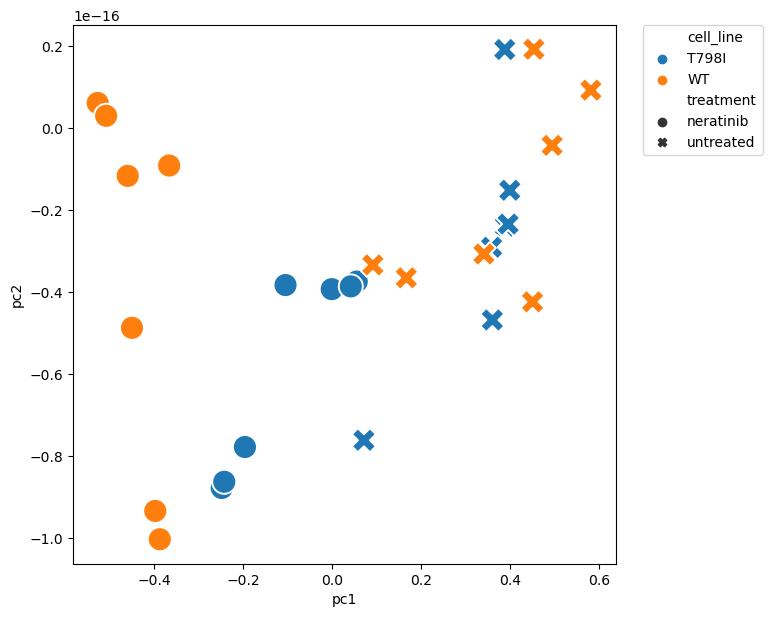 1e−16
0.2
0.0
−0.2
−0.4
−0.6
−0.8
−1.0
pc2
−0.4
−0.2
0.0
0.2
0.4
0.6
pc1
cell_line
T798I
WT
treatment
neratinib
untreated